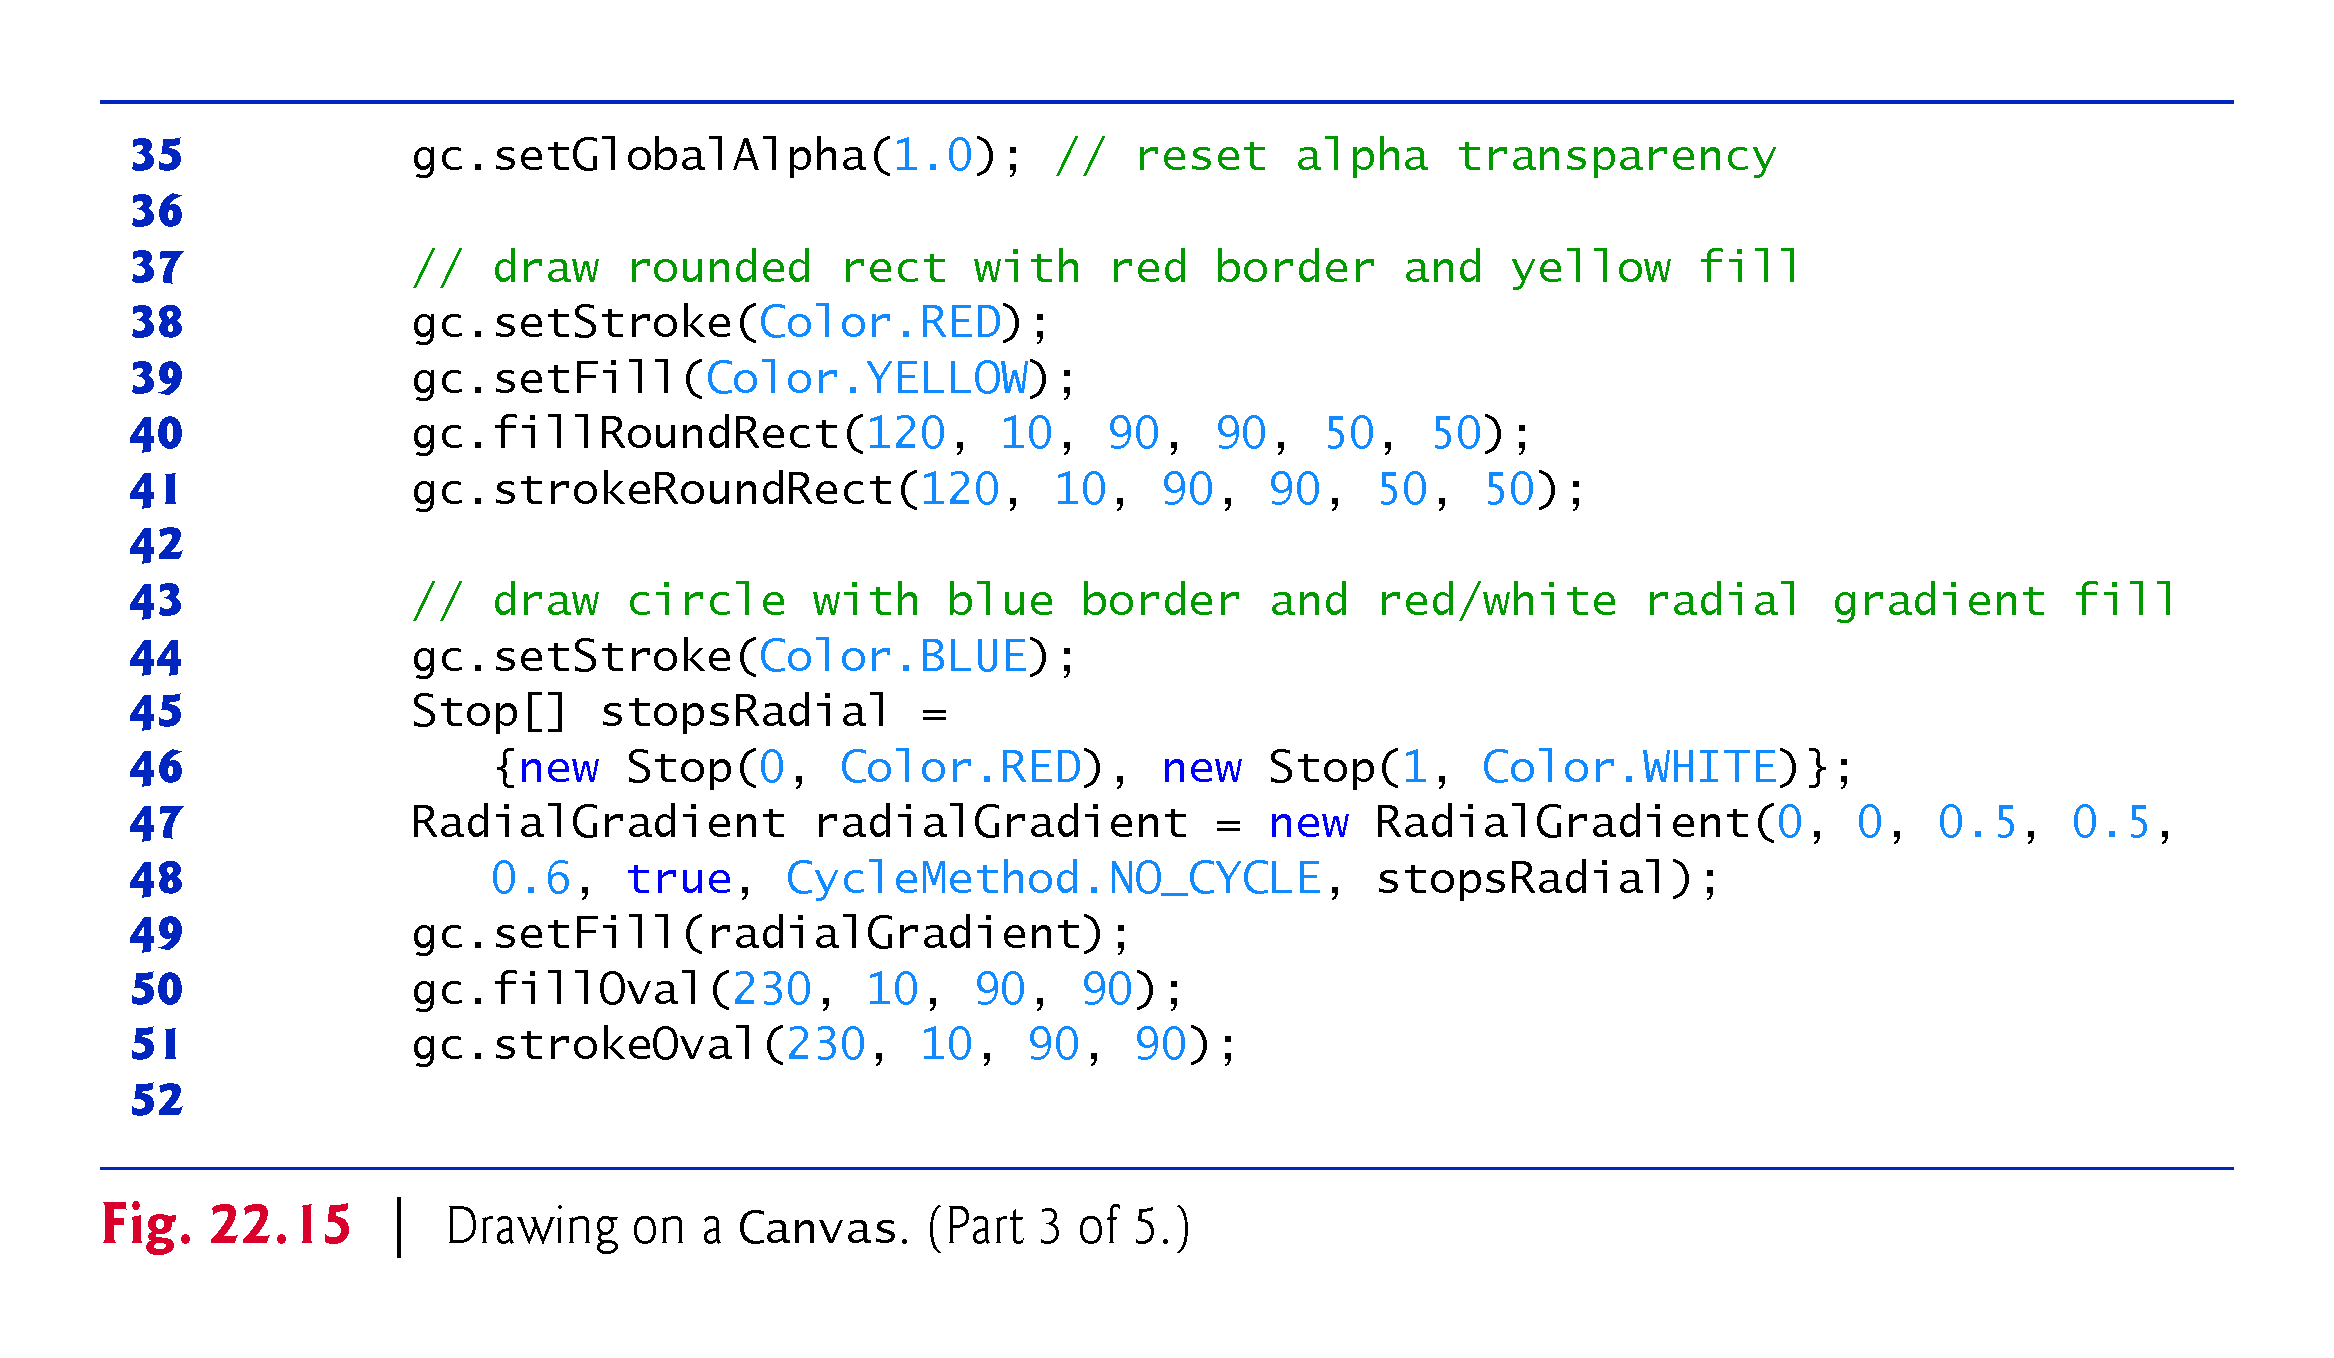 35 gc.setGlobalAlpha(1.0); // reset alpha transparency
36
37 // draw rounded rect with red border and yellow fill
38 gc.setStroke(Color.RED);
39 gc.setFill(Color.YELLOW);
40 gc.fillRoundRect(120, 10, 90, 90, 50, 50);
41 gc.strokeRoundRect(120, 10, 90, 90, 50, 50);
42
43 // draw circle with blue border and red/white radial gradient fill
44 gc.setStroke(Color.BLUE);
45 Stop[] stopsRadial =
46 {new Stop(0, Color.RED), new Stop(1, Color.WHITE)};
47 RadialGradient radialGradient = new RadialGradient(0, 0, 0.5, 0.5,
48 0.6, true, CycleMethod.NO_CYCLE, stopsRadial);
49 gc.setFill(radialGradient);
50 gc.fillOval(230, 10, 90, 90);
51 gc.strokeOval(230, 10, 90, 90);
52
Fig. 22.15 | Drawing on a Canvas. (Part 3 of 5.)